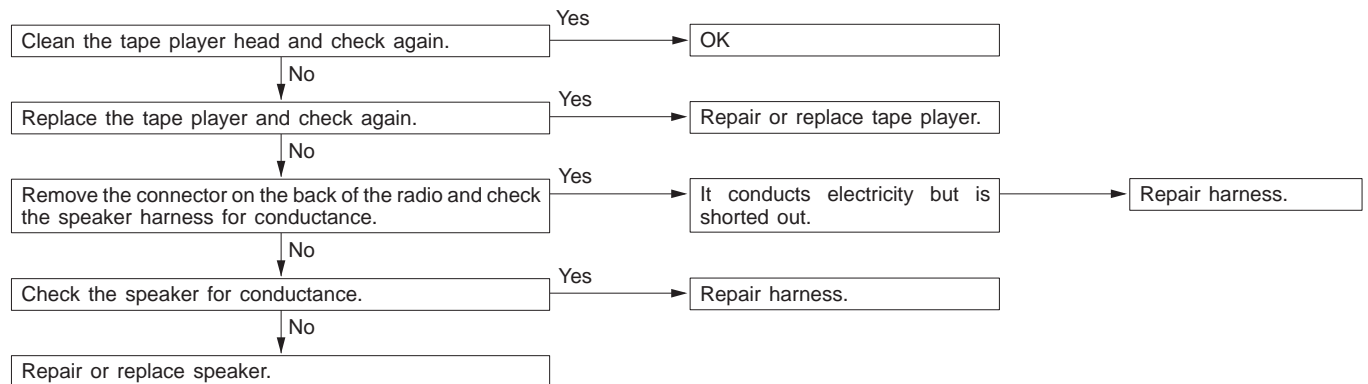 Yes
Clean the tape player head and check again.
OK
No
Yes
Replace the tape player and check again.
Repair or replace tape player.
No
Yes
Remove the connector on the back of the radio and check
the speaker harness for conductance.
It conducts electricity but is
shorted out.
Repair harness.
No
Yes
Check the speaker for conductance.
Repair harness.
No
Repair or replace speaker.